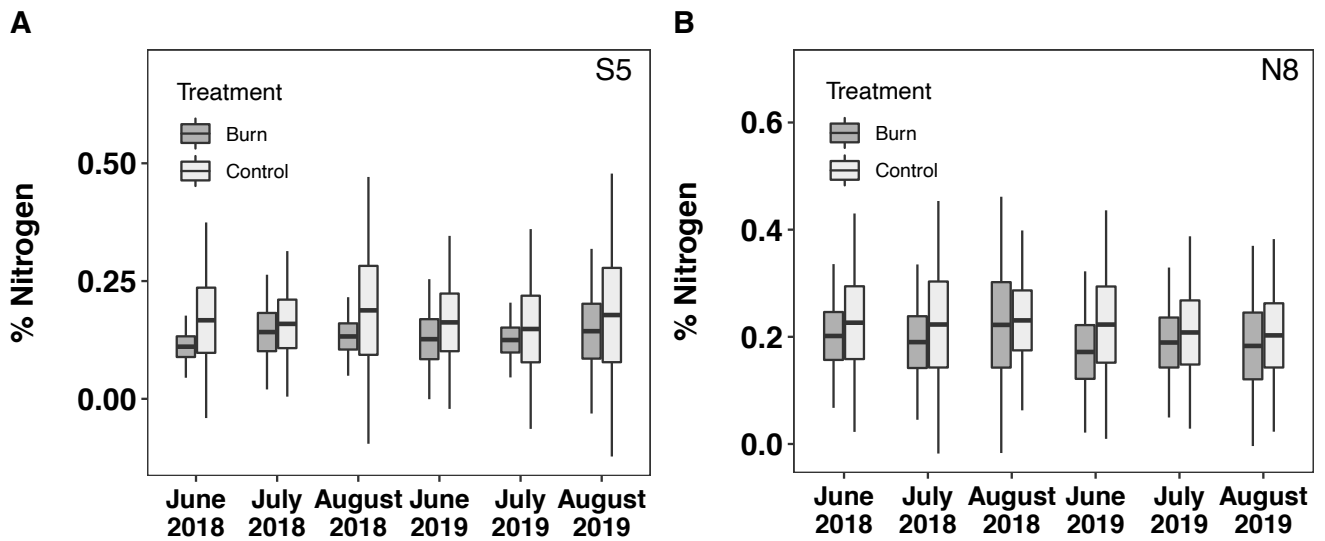 A
S5
Treatment
Burn
Control
% Nitrogen
0.50
0.25
0.00
June July August June July August
2018 2018 2018 2019 2019 2019
B
N8
Treatment
Burn
Control
% Nitrogen
0.6
0.4
0.2
0.0
June July August June July August
2018 2018 2018 2019 2019 2019